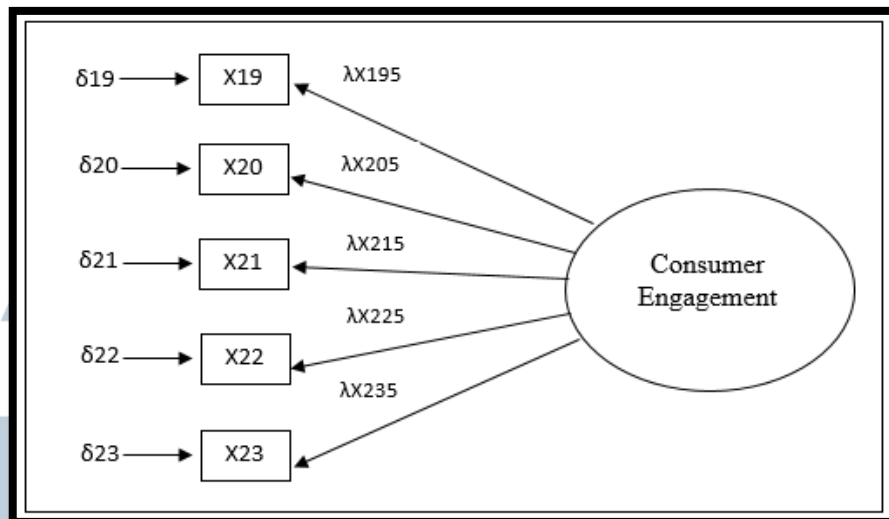 δ19 X19 λX195
δ20 X20 λX205
δ21 X21 λX215
δ22 X22 λX225
δ23 X23 λX235
Consumer
Engagement